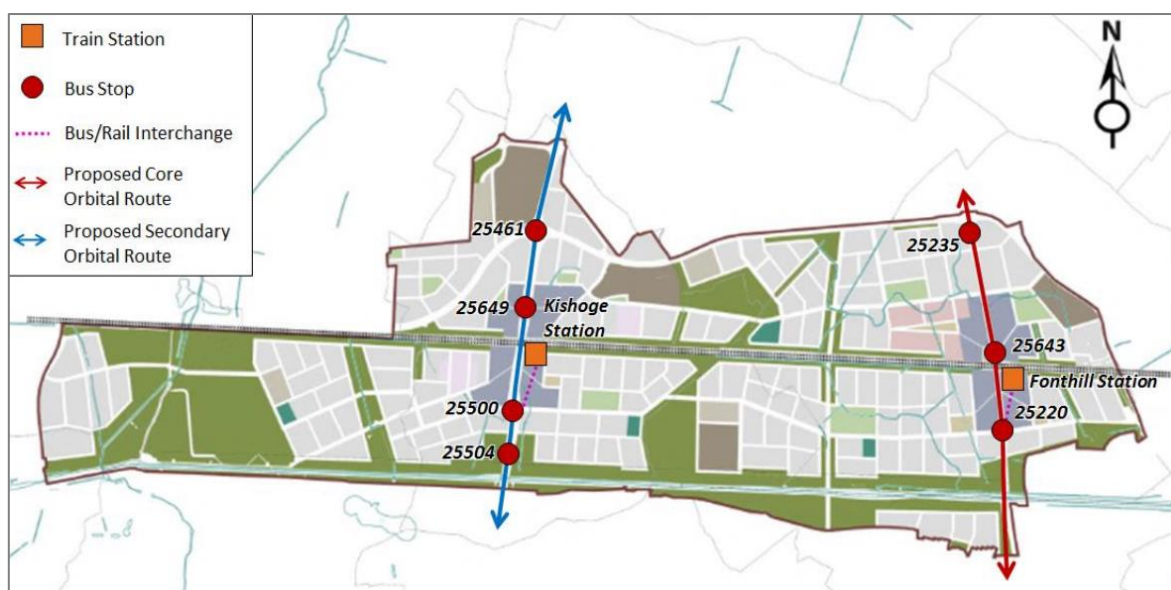 Train Station
Bus Stop
Bus/Rail Interchange
Proposed Core
Orbital Route
Proposed Secondary
Orbital Route
N
25461
25235
25649
Kishoge
Station
25643
Fonthill Station
25500
25220
25504